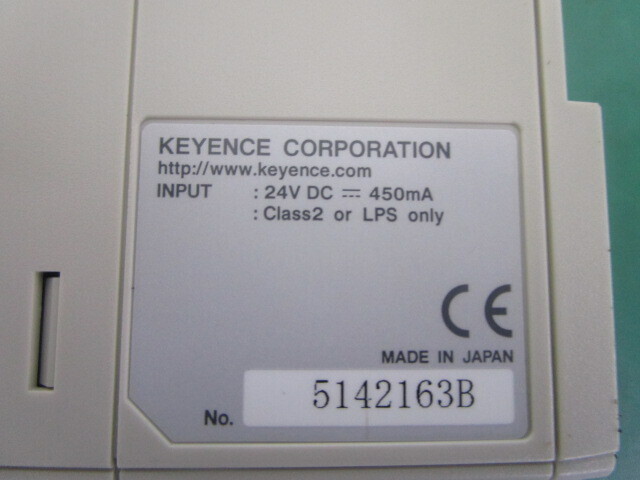 KEYENCE CORPORATION
http://www.keyence.com
INPUT : 24V DC ⎓ 450mA
: Class2 or LPS only
CE
MADE IN JAPAN
No. 5142163B